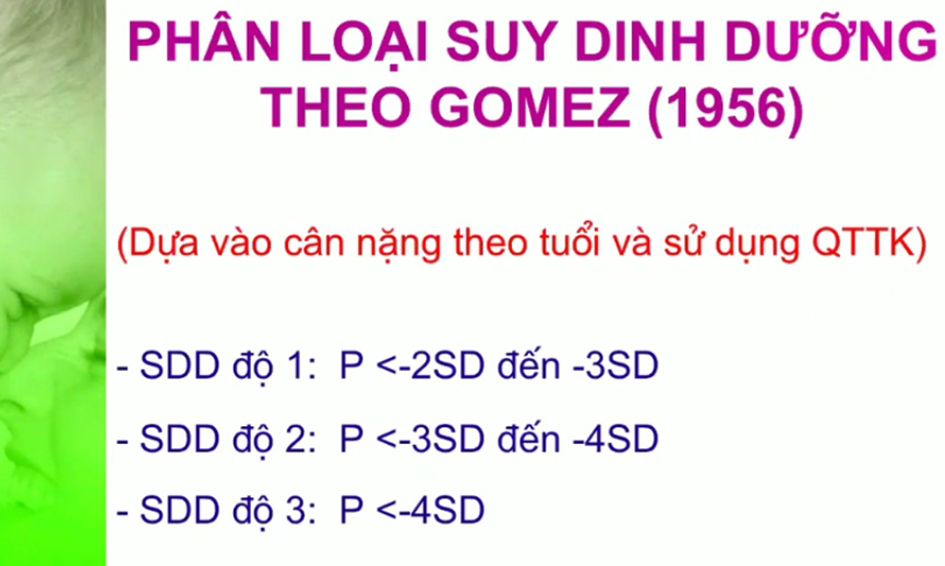 PHÂN LOẠI SUY DINH DƯỠNG
THEO GOMEZ (1956)
(Dựa vào cân nặng theo tuổi và sử dụng QTTK)
- SDD độ 1: P <-2SD đến -3SD
- SDD độ 2: P <-3SD đến -4SD
- SDD độ 3: P <-4SD